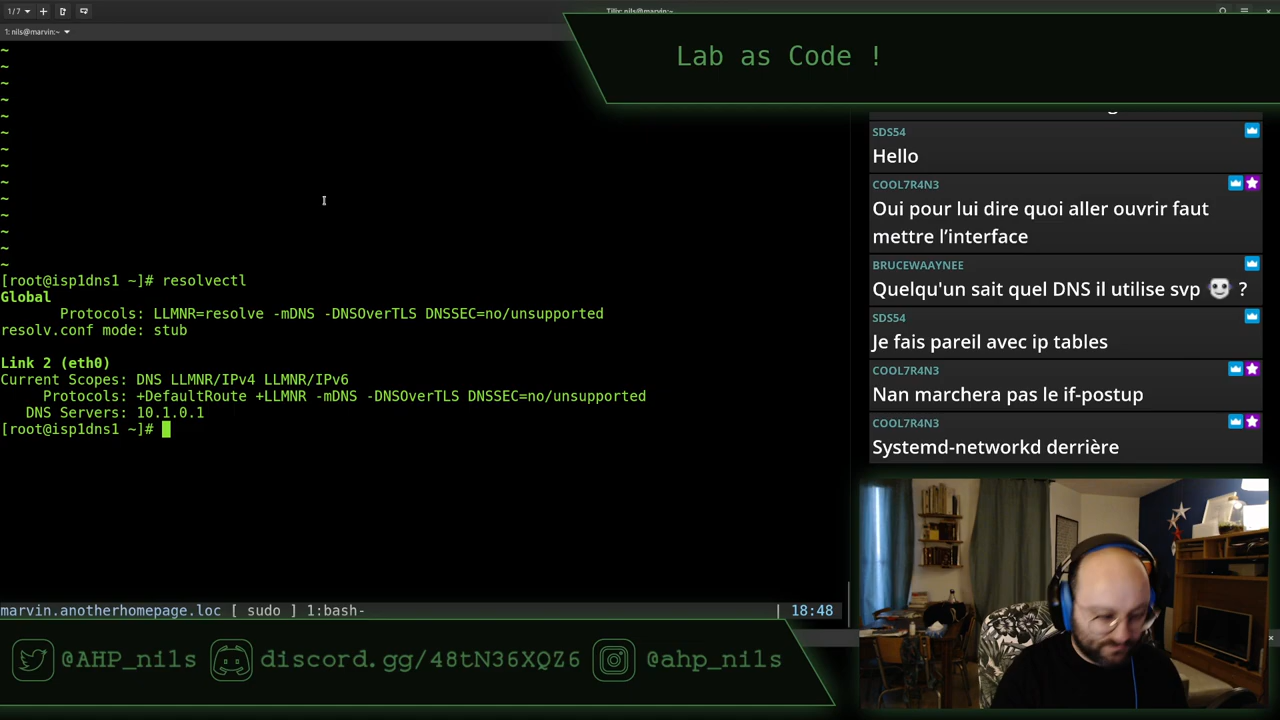 1/7
Tilix: nils@marvin:~
1: nils@marvin:~
Lab as Code !
~
~
~
~
~
~
~
~
~
~
~
~
~
~
[root@isp1dns1 ~]# resolvectl
Global
Protocols: LLMNR=resolve -mDNS -DNSOverTLS DNSSEC=no/unsupported
resolv.conf mode: stub
Link 2 (eth0)
Current Scopes: DNS LLMNR/IPv4 LLMNR/IPv6
Protocols: +DefaultRoute +LLMNR -mDNS -DNSOverTLS DNSSEC=no/unsupported
DNS Servers: 10.1.0.1
[root@isp1dns1 ~]#
marvin.anotherhomepage.loc [ sudo ] 1:bash- | 18:48
SDS54
Hello
COOL7R4N3
Oui pour lui dire quoi aller ouvrir faut
mettre l’interface
BRUCEWAAYNEE
Quelqu'un sait quel DNS il utilise svp ?
SDS54
Je fais pareil avec ip tables
COOL7R4N3
Nan marchera pas le if-postup
COOL7R4N3
Systemd-networkd derrière
@AHP_nils
discord.gg/48tN36XQZ6
@ahp_nils